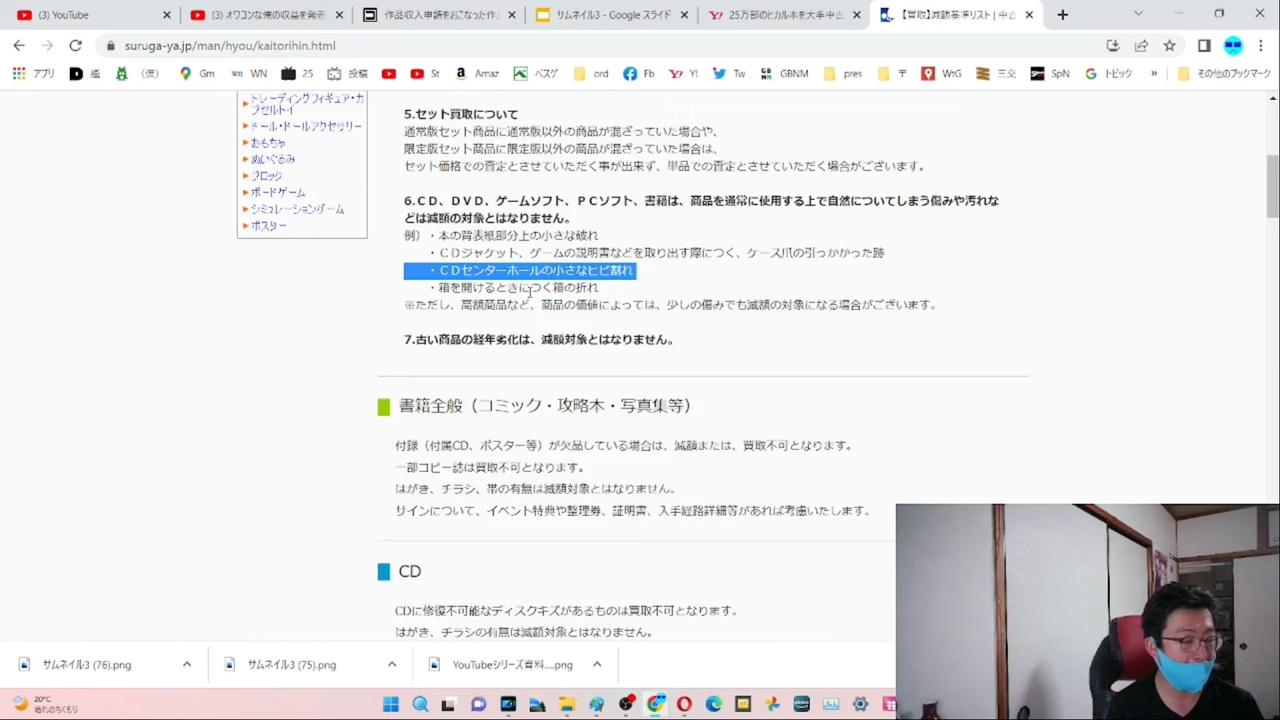 (3) YouTube
(3) オワコンな俺の収益を発表
作品収入申請をおこなった作
サムネイル3 - Google スライド
25万部のヒカル本を大手中古
【買取】減額基準リスト | 中古
suruga-ya.jp/man/hyou/kaitorihin.html
アプリ
艦
(仮)
Gm
WN
25
投稿
St
Amaz
ベスゲ
ord
Fb
Y!
Tw
GBNM
pres
〒
WrG
三交
SpN
トピック
»
その他のブックマーク
トレーディングフィギュア・カ
プセルトイ
ドール・ドールアクセサリー
おもちゃ
ぬいぐるみ
ブロック
ボードゲーム
シミュレーションゲーム
ポスター
5.セット買取について
通常版セット商品に通常版以外の商品が混ざっていた場合や、
限定版セット商品に限定版以外の商品が混ざっていた場合は、
セット価格での査定とさせていただく事が出来ず、単品での査定とさせていただく場合がございます。
6.ＣＤ、ＤＶＤ、ゲームソフト、ＰＣソフト、書籍は、商品を通常に使用する上で自然についてしまう傷みや汚れな
どは減額の対象とはなりません。
例）・本の背表紙部分上の小さな破れ
・ＣＤジャケット、ゲームの説明書などを取り出す際につく、ケース爪の引っかかった跡
・ＣＤセンターホールの小さなヒビ割れ
・箱を開けるときにつく箱の折れ
※ただし、高額商品など、商品の価値によっては、少しの傷みでも減額の対象になる場合がございます。
7.古い商品の経年劣化は、減額対象とはなりません。
書籍全般（コミック・攻略本・写真集等）
付録（付属CD、ポスター等）が欠品している場合は、減額または、買取不可となります。
一部コピー誌は買取不可となります。
はがき、チラシ、帯の有無は減額対象とはなりません。
サインについて、イベント特典や整理券、証明書、入手経路詳細等があれば考慮いたします。
CD
CDに修復不可能なディスクキズがあるものは買取不可となります。
はがき、チラシの有無は減額対象とはなりません。
サムネイル3 (76).png
サムネイル3 (75).png
YouTubeシリーズ資料....png
20°C
晴れのちくもり